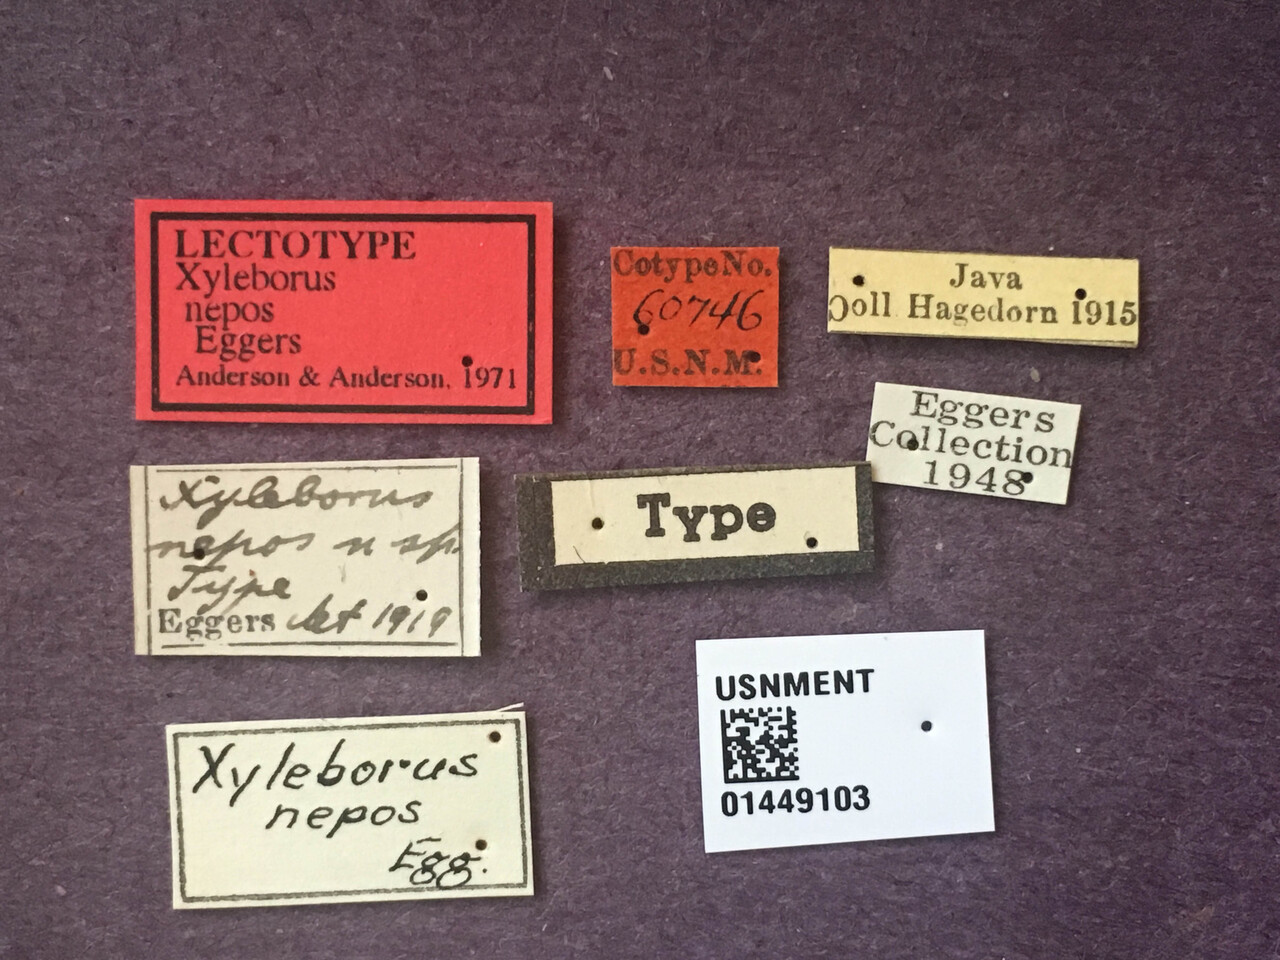 LECTOTYPE
Xyleborus
nepos
Eggers
Anderson & Anderson, 1971
Cotype No.
60746
U.S.N.M.
Java
Coll Hagedorn 1915
Eggers
Collection
1948
Xyleborus
nepos n sp.
Type
Eggers det 1919
Type
USNMENT
01449103
Xyleborus
nepos
Egg.